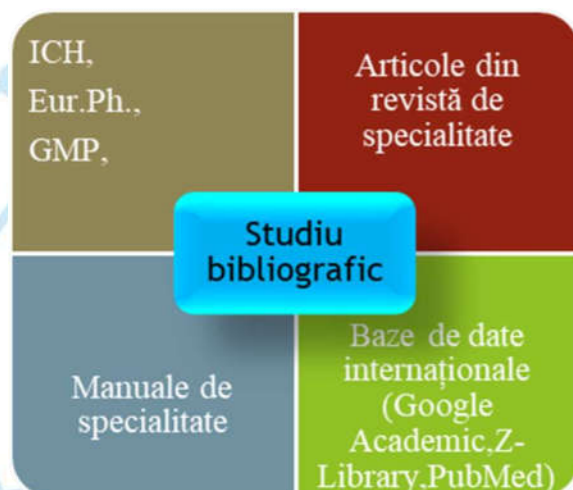 ICH,
Eur.Ph.,
GMP,
Articole din
revistă de
specialitate
Studiu
bibliografic
Manuale de
specialitate
Baze de date
internaționale
(Google
Academic,Z-
Library,PubMed)